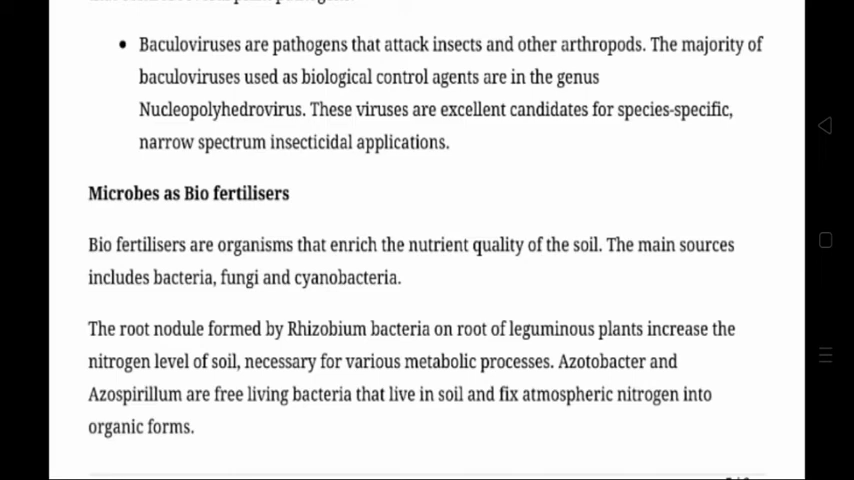 • Baculoviruses are pathogens that attack insects and other arthropods. The majority of
baculoviruses used as biological control agents are in the genus
Nucleopolyhedrovirus. These viruses are excellent candidates for species-specific,
narrow spectrum insecticidal applications.
Microbes as Bio fertilisers
Bio fertilisers are organisms that enrich the nutrient quality of the soil. The main sources
includes bacteria, fungi and cyanobacteria.
The root nodule formed by Rhizobium bacteria on root of leguminous plants increase the
nitrogen level of soil, necessary for various metabolic processes. Azotobacter and
Azospirillum are free living bacteria that live in soil and fix atmospheric nitrogen into
organic forms.